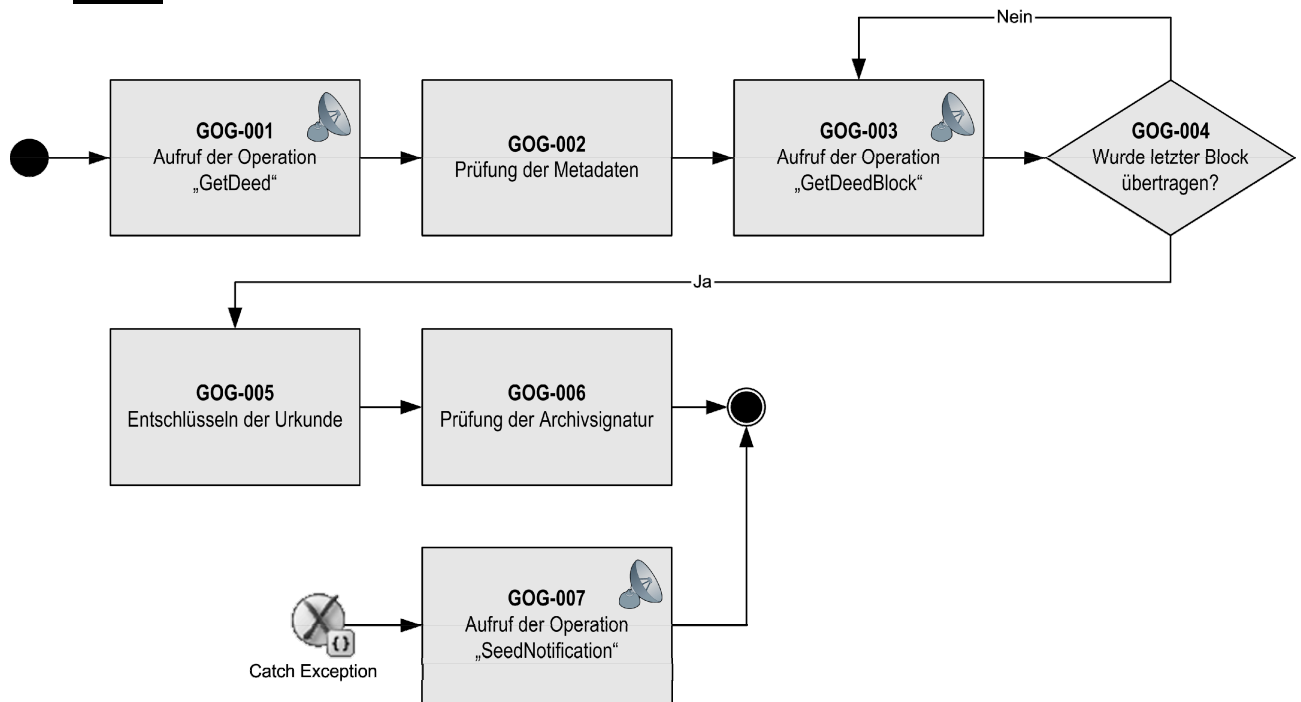 Nein
GOG-001
Aufruf der Operation
„GetDeed“
GOG-002
Prüfung der Metadaten
GOG-003
Aufruf der Operation
„GetDeedBlock“
GOG-004
Wurde letzter Block
übertragen?
Ja
GOG-005
Entschlüsseln der Urkunde
GOG-006
Prüfung der Archivsignatur
GOG-007
Aufruf der Operation
„SeedNotification“
{}
Catch Exception